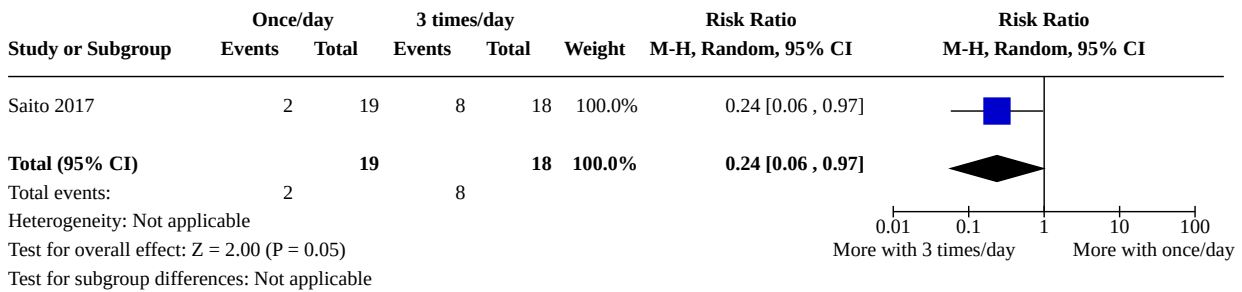 Once/day 3 times/day Risk Ratio Risk Ratio
Study or Subgroup Events Total Events Total Weight M-H, Random, 95% CI M-H, Random, 95% CI
Saito 2017 2 19 8 18 100.0% 0.24 [0.06 , 0.97]
Total (95% CI) 19 18 100.0% 0.24 [0.06 , 0.97]
Total events: 2 8
Heterogeneity: Not applicable
0.01 0.1 1 10 100
Test for overall effect: Z = 2.00 (P = 0.05)
More with 3 times/day More with once/day
Test for subgroup differences: Not applicable